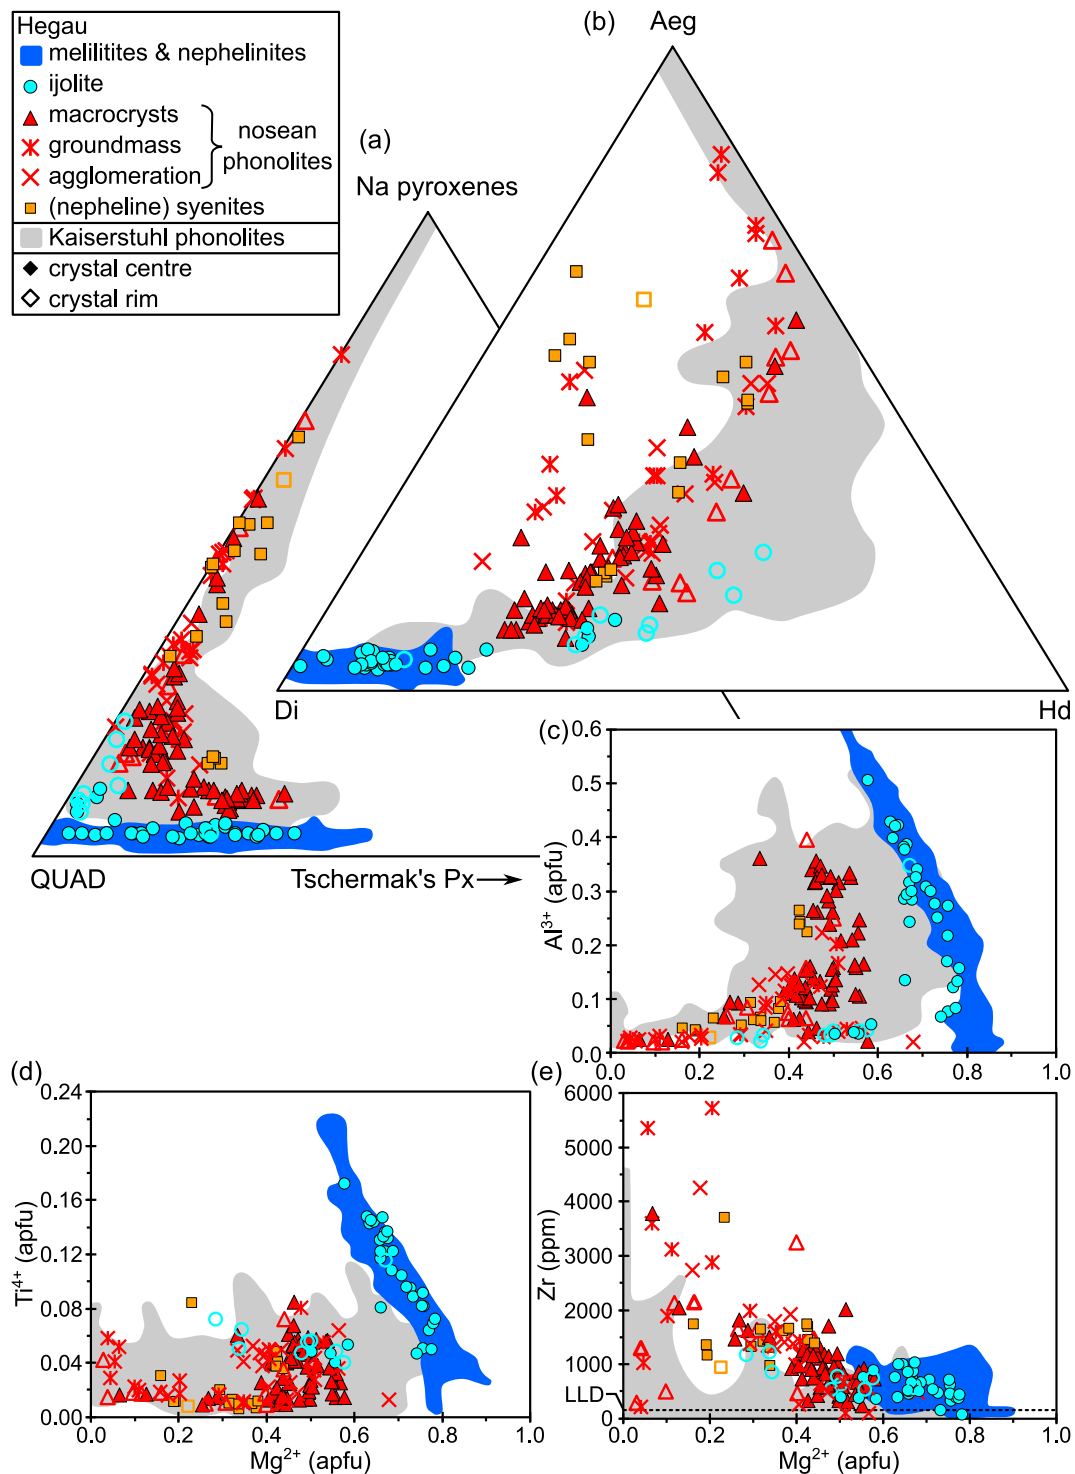 Hegau
melilitites & nephelinites
ijolite
macrocrysts
groundmass
agglomeration
nosean
phonolites
(nepheline) syenites
Kaiserstuhl phonolites
crystal centre
crystal rim
(a)
Na pyroxenes
QUAD
Tschermak's Px
(b)
Aeg
Di
Hd
(c)
0.6
0.5
0.4
0.3
0.2
0.1
0.0
Al3+ (apfu)
0.0 0.2 0.4 0.6 0.8 1.0
(d)
0.24
0.20
0.16
0.12
0.08
0.04
0.00
Ti4+ (apfu)
0.0 0.2 0.4 0.6 0.8 1.0
Mg2+ (apfu)
(e)
6000
5000
4000
3000
2000
1000
LLD
0
Zr (ppm)
0.0 0.2 0.4 0.6 0.8 1.0
Mg2+ (apfu)